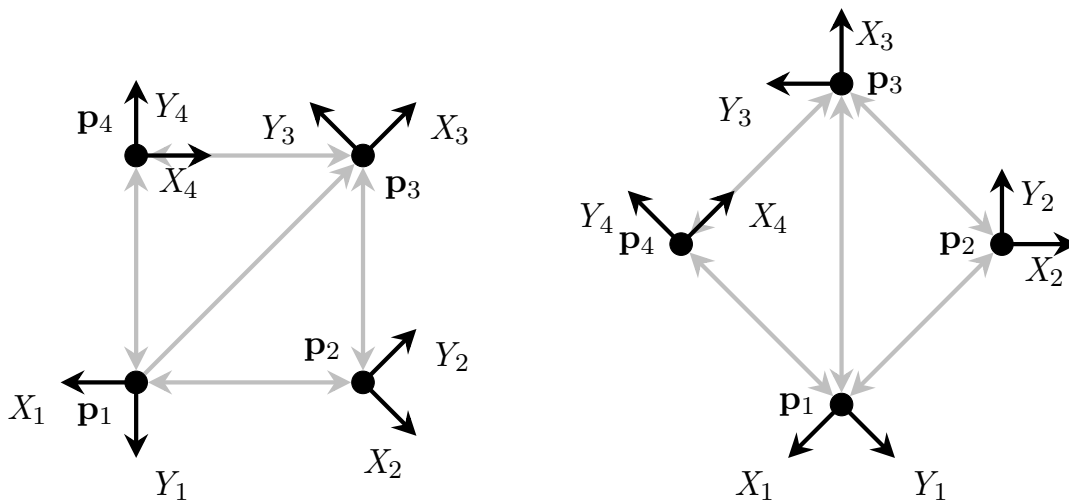 p₄ Y₄
X₄
Y₃ X₃
p₃
p₂
Y₂
X₂
X₁ p₁
Y₁
X₃
p₃
Y₃
Y₄ X₄
p₄
p₂ Y₂
X₂
p₁
X₁ Y₁